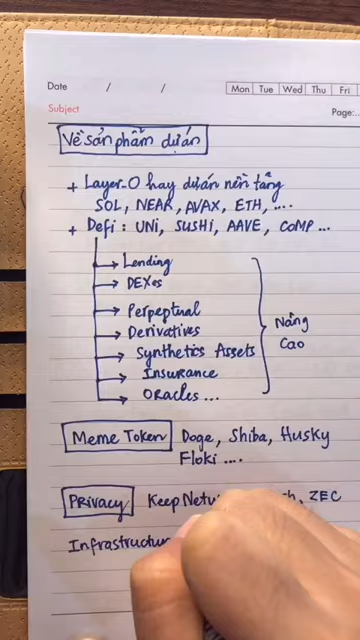 Date / /
Mon Tue Wed Thu Fri
Subject
Page:...
Về sản phẩm dự án
+ Layer-0 hay dự án nền tảng
SOL, NEAR, AVAX, ETH, ....
+ Defi : UNi, SUSHi, AAVE, COMP ...
Lending
DEXes
Perpeptual
Derivatives
Synthetics Assets
Insurance
ORacles ...
Nâng
Cao
Meme Token Doge, Shiba, Husky
Floki ....
Privacy Keep ZEC